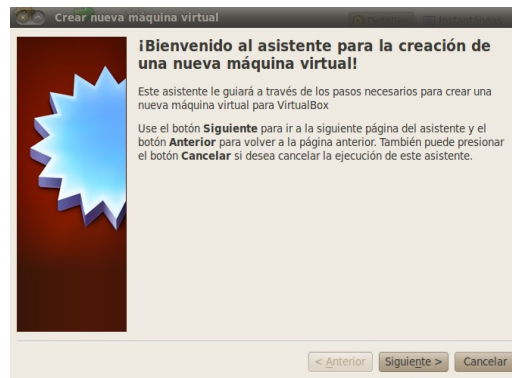 Crear nueva máquina virtual
Detalles
Instantáneas
¡Bienvenido al asistente para la creación de
una nueva máquina virtual!
Este asistente le guiará a través de los pasos necesarios para crear una
nueva máquina virtual para VirtualBox
Use el botón Siguiente para ir a la siguiente página del asistente y el
botón Anterior para volver a la página anterior. También puede presionar
el botón Cancelar si desea cancelar la ejecución de este asistente.
< Anterior
Siguiente >
Cancelar